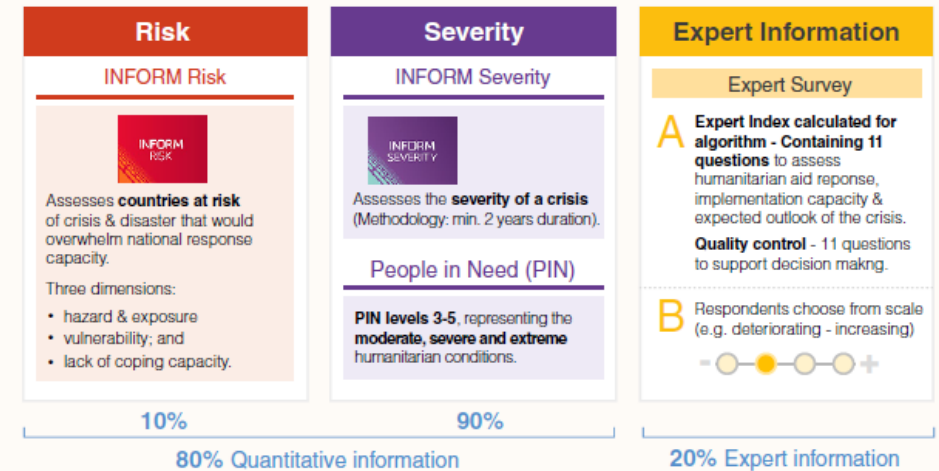 Risk
INFORM Risk
INFORM
RISK
Assesses countries at risk
of crisis & disaster that would
overwhelm national response
capacity.
Three dimensions:
• hazard & exposure
• vulnerability; and
• lack of coping capacity.
10%
Severity
INFORM Severity
INFORM
SEVERITY
Assesses the severity of a crisis
(Methodology: min. 2 years duration).
People in Need (PIN)
PIN levels 3-5, representing the
moderate, severe and extreme
humanitarian conditions.
90%
80% Quantitative information
Expert Information
Expert Survey
A
Expert Index calculated for
algorithm - Containing 11
questions to assess
humanitarian aid reponse,
implementation capacity &
expected outlook of the crisis.
Quality control - 11 questions
to support decision makng.
B
Respondents choose from scale
(e.g. deteriorating - increasing)
- +
20% Expert information